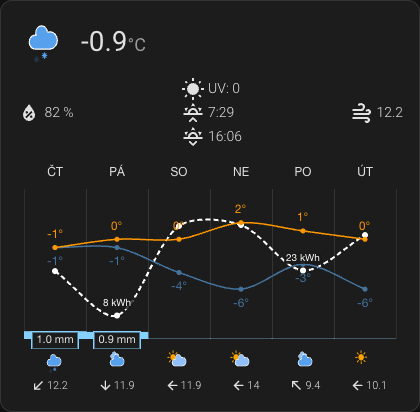 -0.9°C
UV: 0
82 %
7:29
12.2
16:06
ČT PÁ SO NE PO ÚT
-1° 0° 0° 2° 1° 0°
-1° -1° -4° -6° -3° -6°
8 kWh 23 kWh
1.0 mm 0.9 mm
12.2 11.9 11.9 14 9.4 10.1